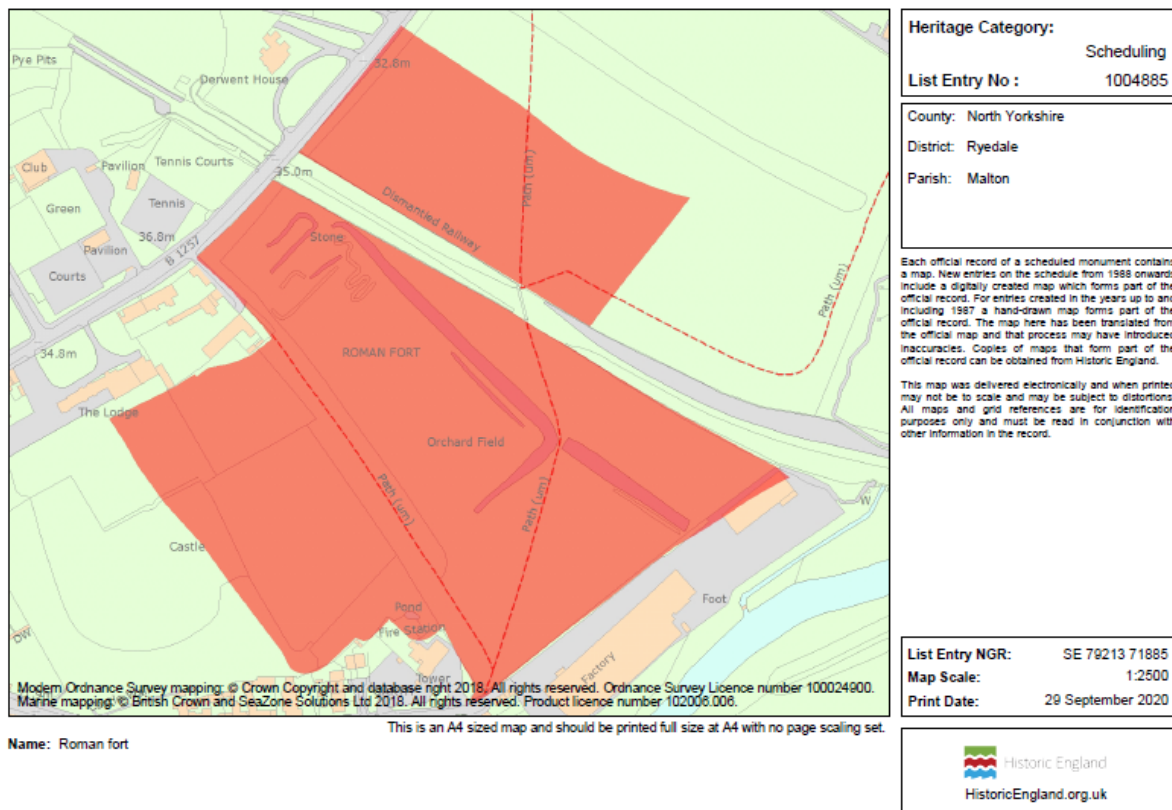 Pye Pits
32.8m
Derwent House
Club
Pavilion
Tennis Courts
35.0m
Path (um)
Green
Tennis
Dismantled Railway
36.8m
Pavilion
B 1257
Stone
Courts
Path (um)
34.8m
ROMAN FORT
The Lodge
Orchard Field
Path (um)
Path (um)
W
Castle
Pond
Foot
DW
Fire Station
Tower
Factory
Modern Ordnance Survey mapping: © Crown Copyright and database right 2018. All rights reserved. Ordnance Survey Licence number 100024900.
Marine mapping: © British Crown and SeaZone Solutions Ltd 2018. All rights reserved. Product licence number 102006.006.
This is an A4 sized map and should be printed full size at A4 with no page scaling set.
Name: Roman fort
Heritage Category:
Scheduling
List Entry No : 1004885
County: North Yorkshire
District: Ryedale
Parish: Malton
Each official record of a scheduled monument contains
a map. New entries on the schedule from 1988 onwards
include a digitally created map which forms part of the
official record. For entries created in the years up to and
including 1987 a hand-drawn map forms part of the
official record. The map here has been translated from
the official map and that process may have introduced
inaccuracies. Copies of maps that form part of the
official record can be obtained from Historic England.
This map was delivered electronically and when printed
may not be to scale and may be subject to distortions.
All maps and grid references are for identification
purposes only and must be read in conjunction with
other information in the record.
List Entry NGR: SE 79213 71885
Map Scale: 1:2500
Print Date: 29 September 2020
Historic England
HistoricEngland.org.uk